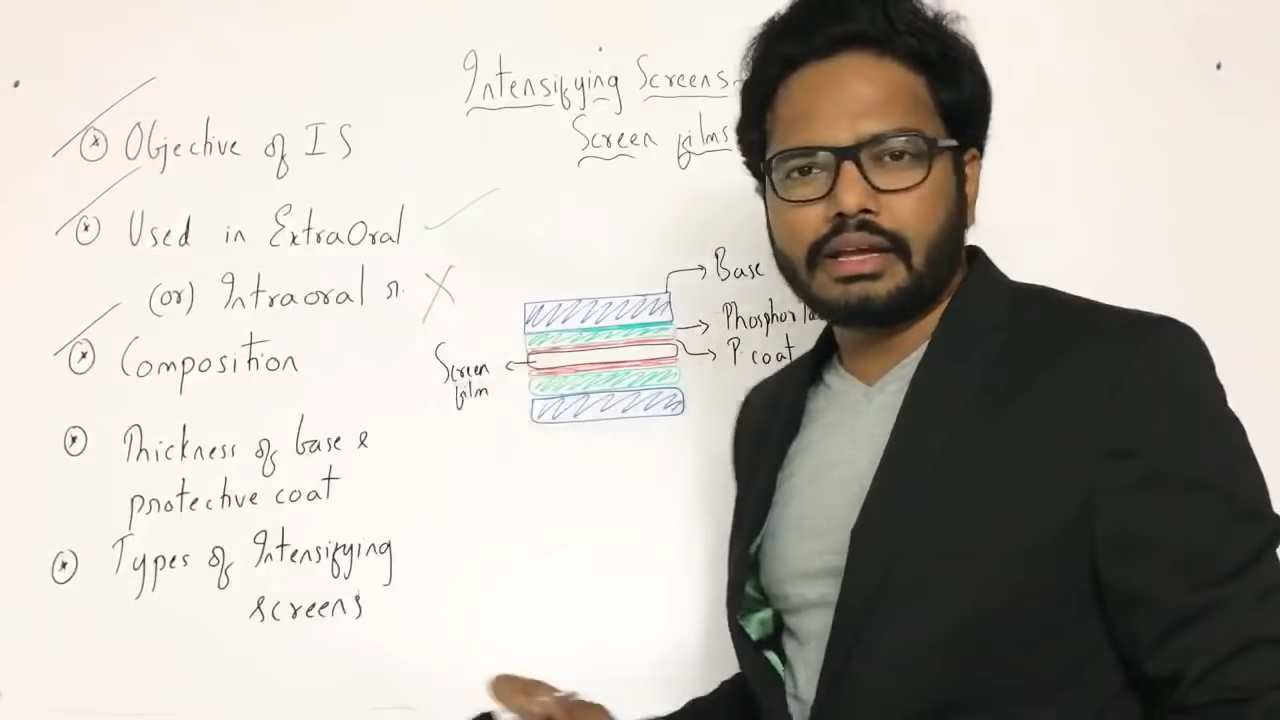 Intensifying Screens
Screen films
Objective of IS
Used in ExtraOral
(or) Intraoral
Composition
Thickness of base &
protective coat
Types of Intensifying
screens
Base
Phosphor
P. coat
Screen
film